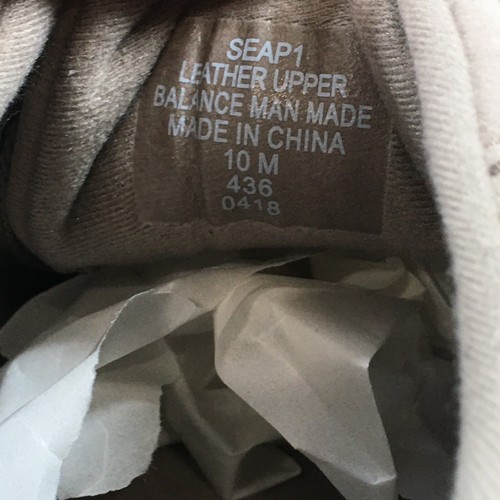 SEAP1
LEATHER UPPER
BALANCE MAN MADE
MADE IN CHINA
10 M
436
0418